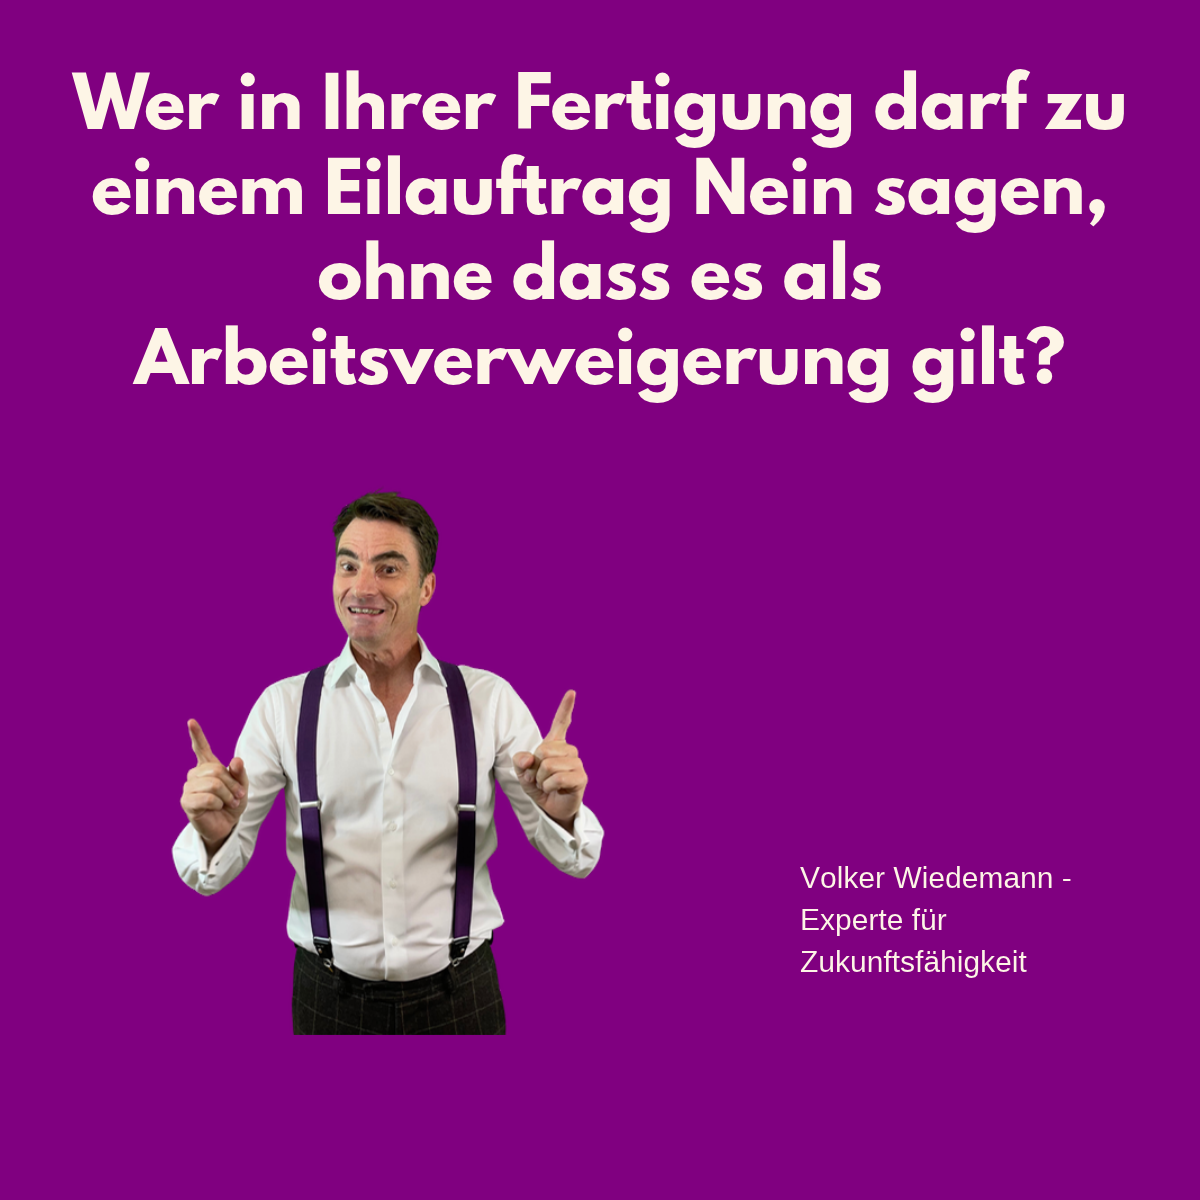 Wer in Ihrer Fertigung darf zu
einem Eilauftrag Nein sagen,
ohne dass es als
Arbeitsverweigerung gilt?
Volker Wiedemann -
Experte für
Zukunftsfähigkeit